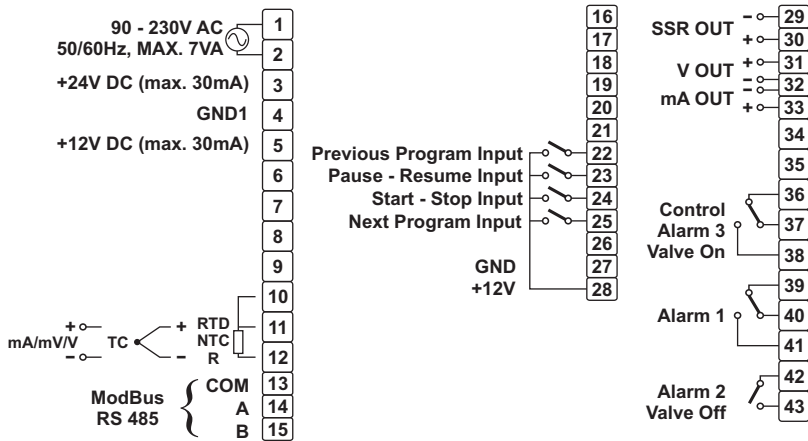 90 - 230V AC
50/60Hz, MAX. 7VA
+24V DC (max. 30mA)
GND1
+12V DC (max. 30mA)
1
2
3
4
5
6
7
8
9
10
11
12
13
14
15
mA/mV/V
+
-
TC
+
-
RTD
NTC
R
ModBus
RS 485
{
COM
A
B
Previous Program Input
Pause - Resume Input
Start - Stop Input
Next Program Input
GND
+12V
16
17
18
19
20
21
22
23
24
25
26
27
28
SSR OUT
-
+
V OUT
+
-
mA OUT
-
+
Control
Alarm 3
Valve On
Alarm 1
Alarm 2
Valve Off
29
30
31
32
33
34
35
36
37
38
39
40
41
42
43